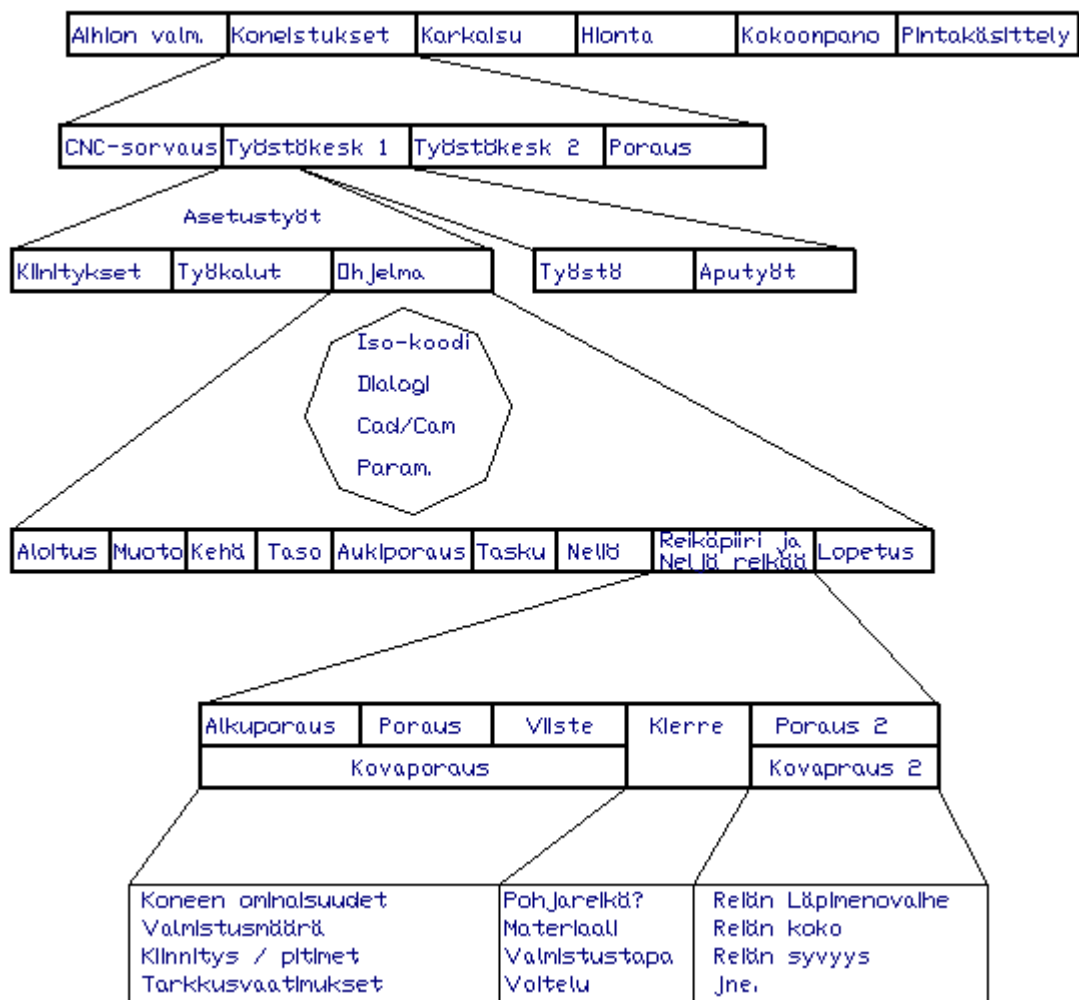 Aihion valm. Koneistukset Karkaisu Hionta Kokoonpano Pintakäsittely
CNC-sorvaus Työstökesk 1 Työstökesk 2 Poraus
Asetustyöt
Kiinitykset Työkalut Ohjelma Työstö Aputyöt
Iso-koodi
Dialogi
Cad/Cam
Param.
Aloitus Muoto Kehä Taso Aukiporaus Tasku Neliö Reikäpiiri ja Lopetus
Neljä reikää
Alkuporaus Poraus Viiste Kierre Poraus 2
Kovaporaus Kovapraus 2
Koneen ominaisuudet Pohjareikä? Reiän Läpimenovaihe
Valmistusmäärä Materiaali Reiän koko
Kiinnitys / pitimet Valmistustapa Reiän syvyys
Tarkkusvaatimukset Voitelu jne.